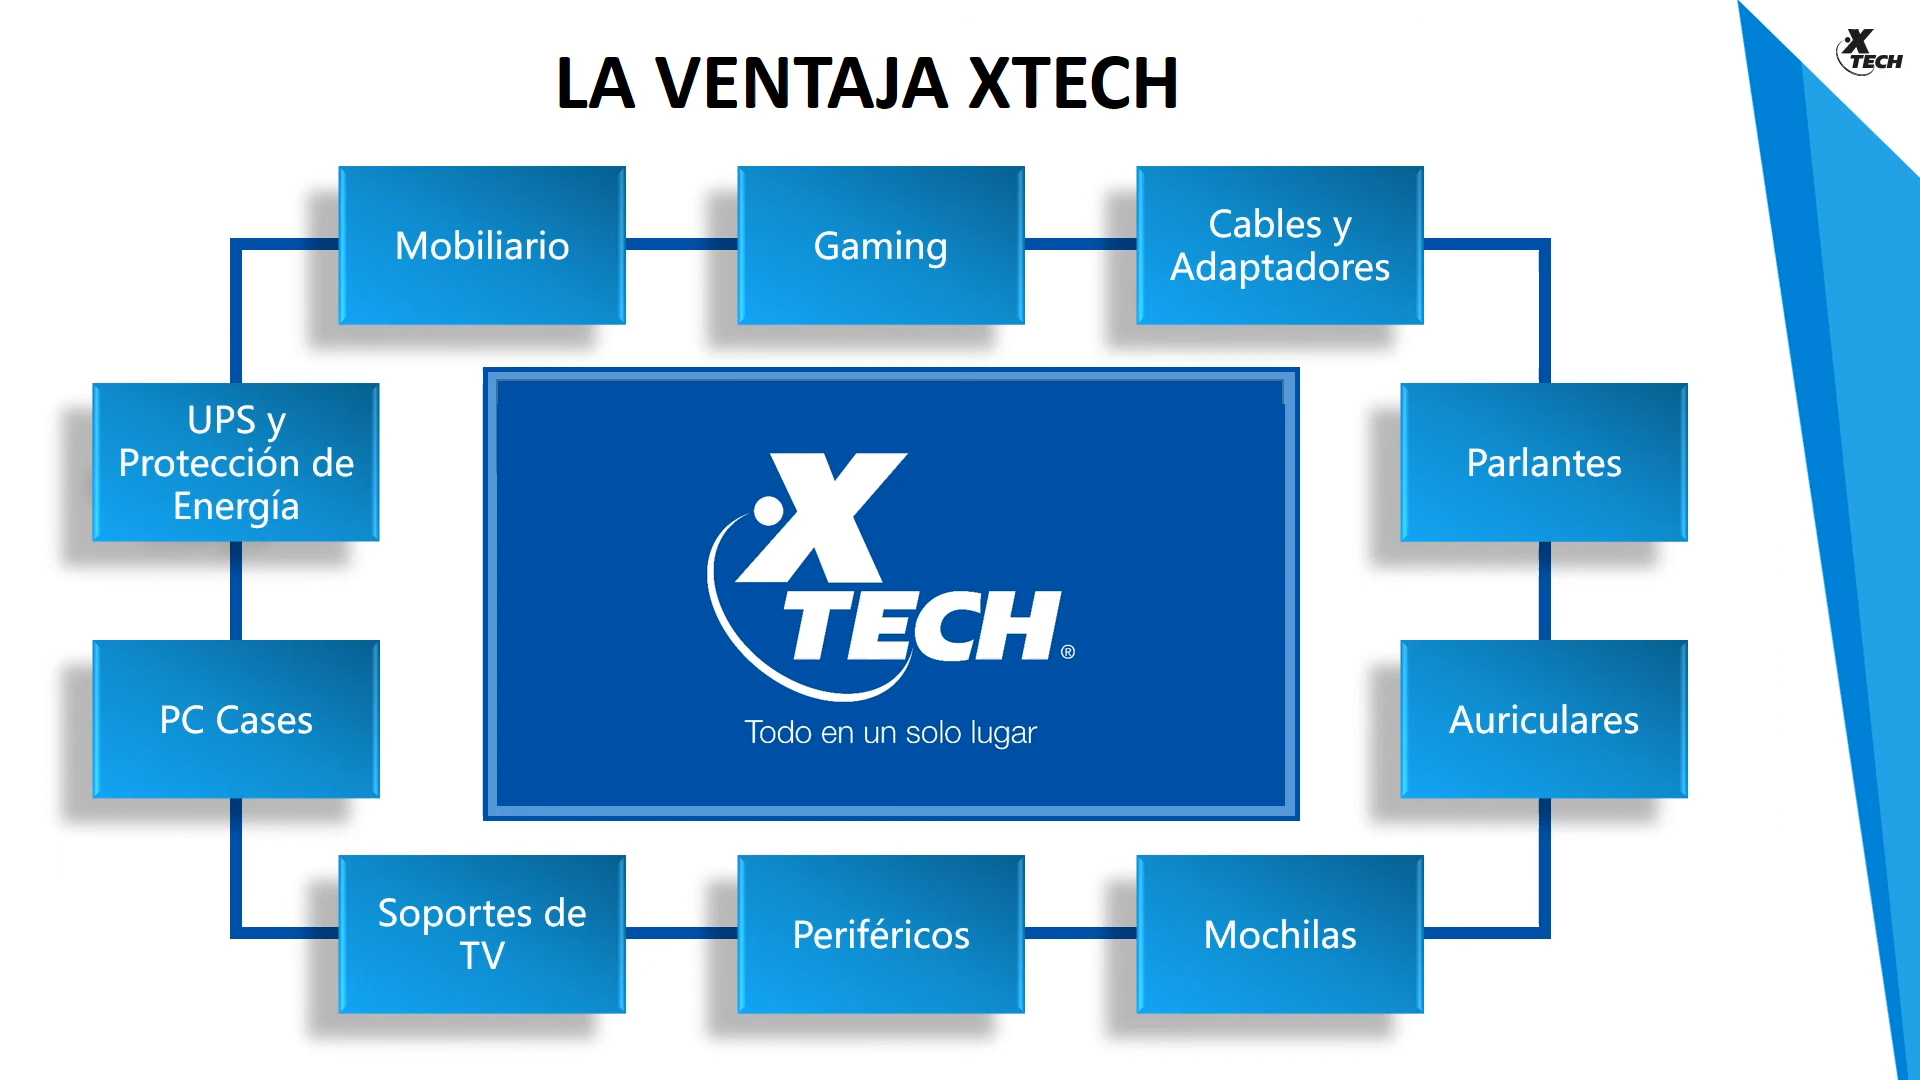 LA VENTAJA XTECH
X
TECH
Mobiliario
Gaming
Cables y
Adaptadores
UPS y
Protección de
Energía
Parlantes
X
TECH®
Todo en un solo lugar
PC Cases
Auriculares
Soportes de
TV
Periféricos
Mochilas